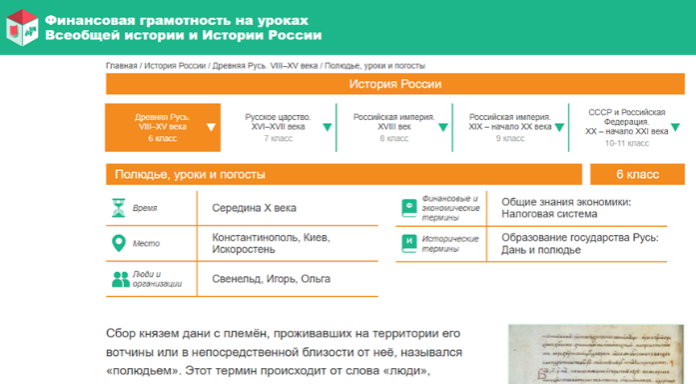 Финансовая грамотность на уроках
Всеобщей истории и Истории России
Главная / История России / Древняя Русь. VIII–XV века / Полюдье, уроки и погосты
История России
Древняя Русь.
VIII–XV века
6 класс
Русское царство.
XVI–XVII века
7 класс
Российская империя.
XVIII век
8 класс
Российская империя.
XIX – начало XX века
9 класс
СССР и Российская
Федерация.
XX – начало XXI века
10-11 класс
Полюдье, уроки и погосты
6 класс
Время
Середина X века
Место
Константинополь, Киев,
Искоростень
Люди и
организации
Свенельд, Игорь, Ольга
Ф
Финансовые и
экономические
термины
Общие знания экономики:
Налоговая система
И
Исторические
термины
Образование государства Русь:
Дань и полюдье
Сбор князем дани с племён, проживавших на территории его
вотчины или в непосредственной близости от неё, назывался
«полюдьем». Этот термин происходит от слова «люди»,